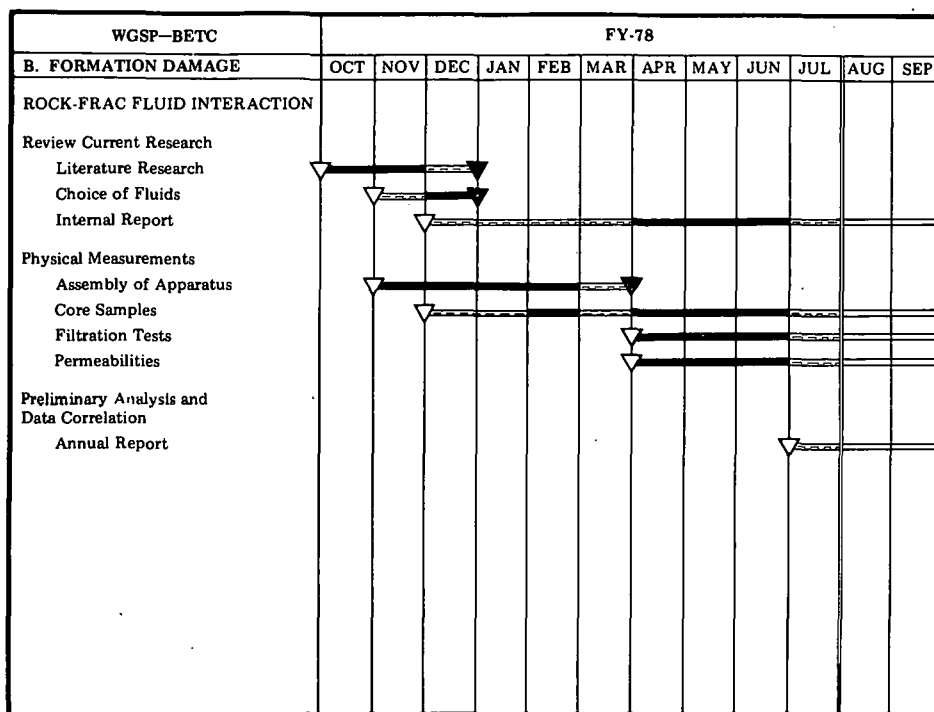 WGSP—BETC
FY-78
B. FORMATION DAMAGE
OCT NOV DEC JAN FEB MAR APR MAY JUN JUL AUG SEP
ROCK-FRAC FLUID INTERACTION
Review Current Research
Literature Research
Choice of Fluids
Internal Report
Physical Measurements
Assembly of Apparatus
Core Samples
Filtration Tests
Permeabilities
Preliminary Analysis and
Data Correlation
Annual Report